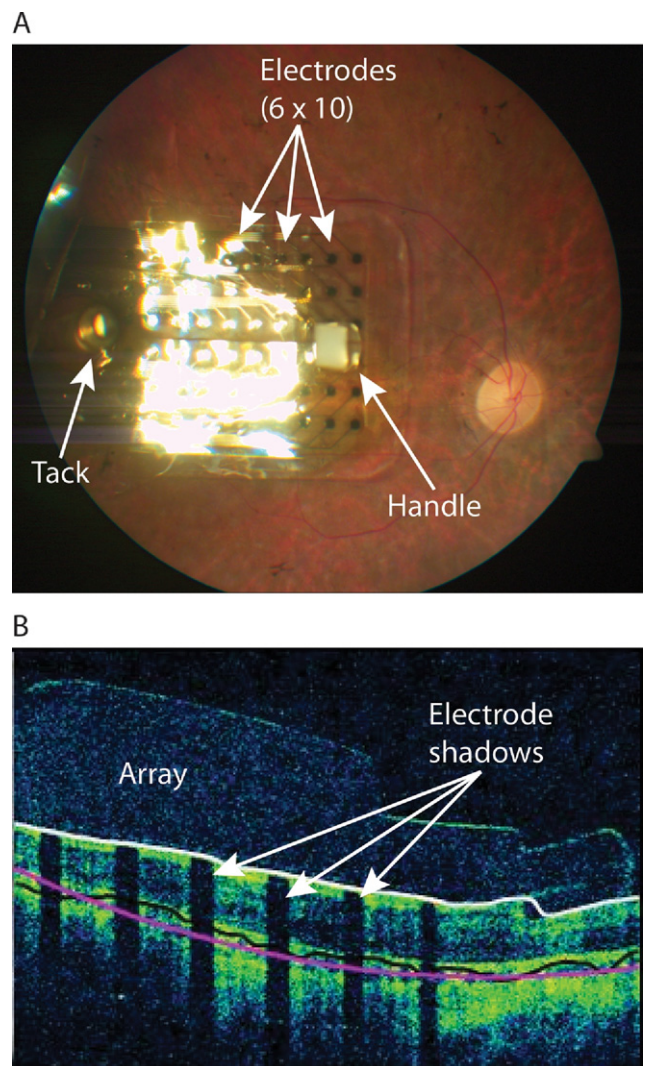 A
Electrodes
(6 x 10)
Tack
Handle
B
Electrode
shadows
Array